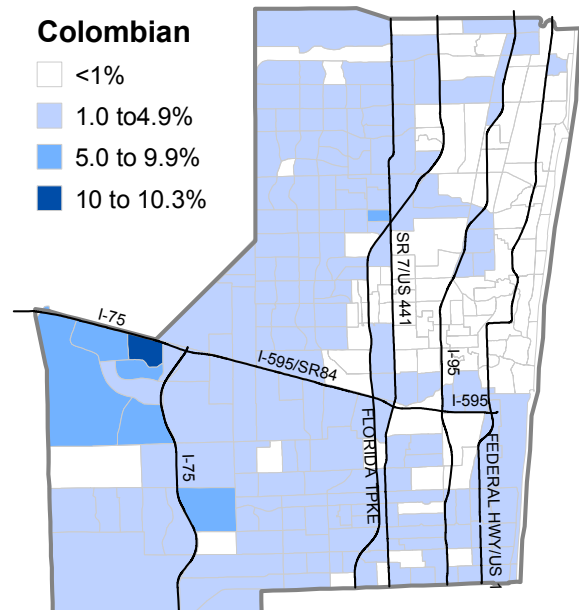 Colombian
<1%
1.0 to4.9%
5.0 to 9.9%
10 to 10.3%
SR 7/US 441
I-75
I-595/SR84
I-95
I-595
I-75
FLORIDA TPKE
FEDERAL HWY/US 1